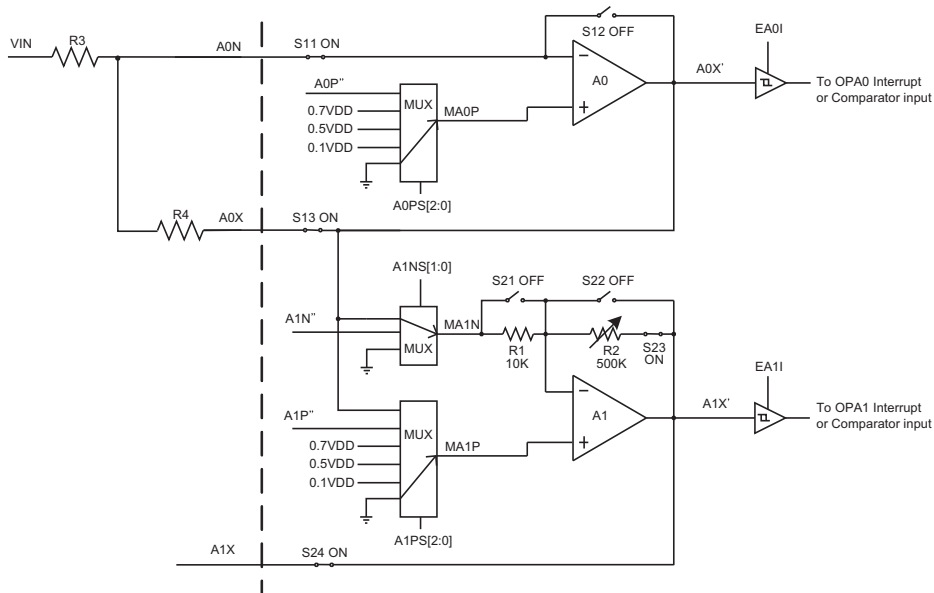 S12 OFF
EA0I
VIN
R3
A0N
S11 ON
A0
A0X'
To OPA0 Interrupt
or Comparator input
A0P"
0.7VDD
0.5VDD
0.1VDD
MUX
MA0P
A0PS[2:0]
R4
A0X
S13 ON
A1NS[1:0]
S21 OFF
S22 OFF
A1N"
MA1N
MUX
R1
10K
R2
500K
S23
ON
EA1I
A1P"
0.7VDD
0.5VDD
0.1VDD
MUX
MA1P
A1
A1X'
To OPA1 Interrupt
or Comparator input
A1PS[2:0]
A1X
S24 ON